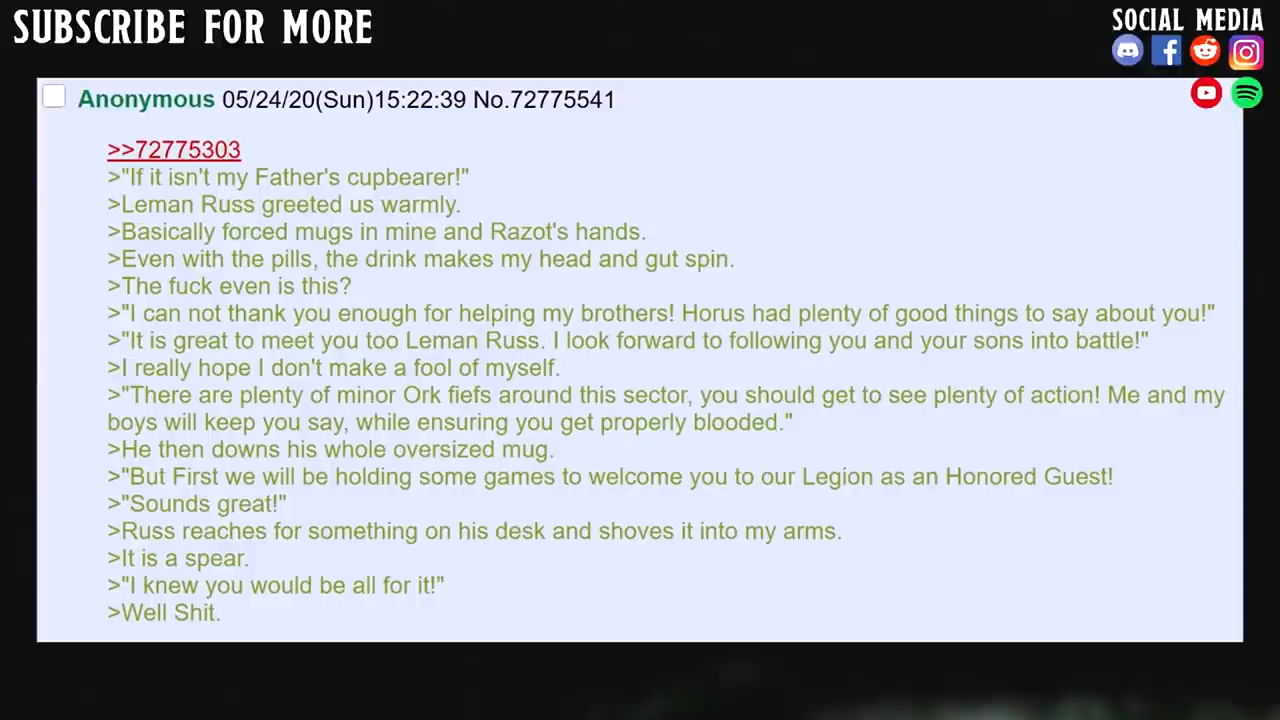 SUBSCRIBE FOR MORE
SOCIAL MEDIA
Anonymous 05/24/20(Sun)15:22:39 No.72775541
>>72775303
>"If it isn't my Father's cupbearer!"
>Leman Russ greeted us warmly.
>Basically forced mugs in mine and Razot's hands.
>Even with the pills, the drink makes my head and gut spin.
>The fuck even is this?
>"I can not thank you enough for helping my brothers! Horus had plenty of good things to say about you!"
>"It is great to meet you too Leman Russ. I look forward to following you and your sons into battle!"
>I really hope I don't make a fool of myself.
>"There are plenty of minor Ork fiefs around this sector, you should get to see plenty of action! Me and my
boys will keep you say, while ensuring you get properly blooded."
>He then downs his whole oversized mug.
>"But First we will be holding some games to welcome you to our Legion as an Honored Guest!
>"Sounds great!"
>Russ reaches for something on his desk and shoves it into my arms.
>It is a spear.
>"I knew you would be all for it!"
>Well Shit.